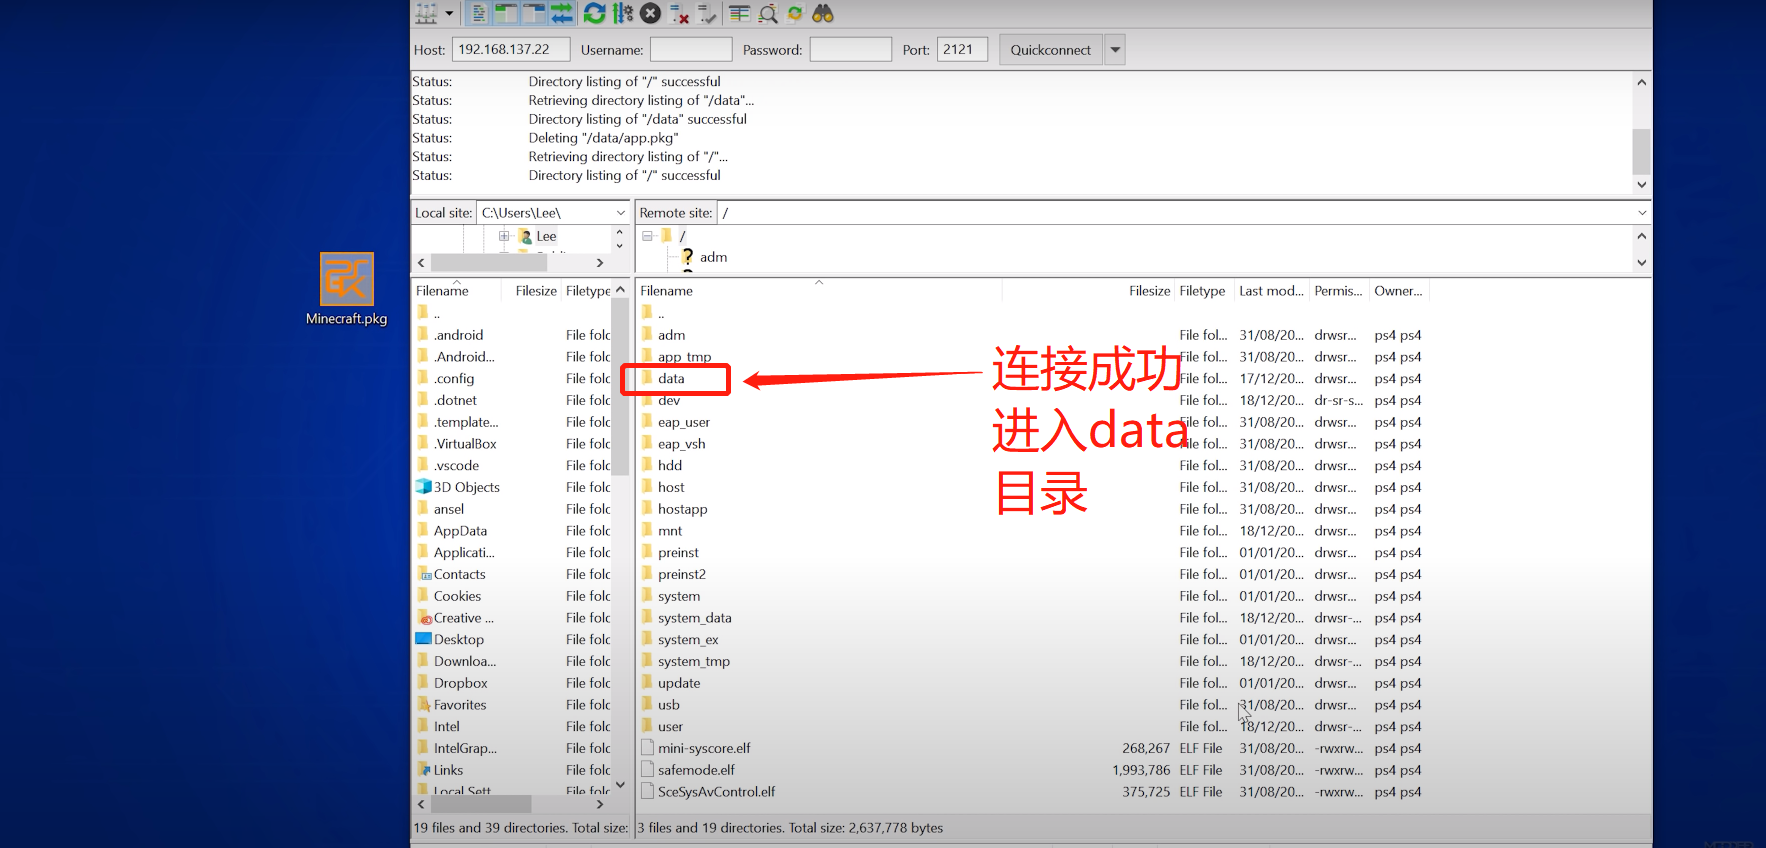 Host: 192.168.137.22 Username: Password: Port: 2121 Quickconnect
Status: Directory listing of "/" successful
Status: Retrieving directory listing of "/data"...
Status: Directory listing of "/data" successful
Status: Deleting "/data/app.pkg"
Status: Retrieving directory listing of "/"...
Status: Directory listing of "/" successful
Local site: C:\Users\Lee\
Lee
Remote site: /
/
? adm
Minecraft.pkg
Filename Filesize Filetype
..
.android File folc
.Android... File folc
.config File folc
.dotnet File folc
.template... File folc
.VirtualBox File folc
.vscode File folc
3D Objects File folc
ansel File folc
AppData File folc
Applicati... File folc
Contacts File folc
Cookies File folc
Creative ... File folc
Desktop File folc
Downloa... File folc
Dropbox File folc
Favorites File folc
Intel File folc
IntelGrap... File folc
Links File folc
Local Sett File folc
19 files and 39 directories. Total size:
Filename Filesize Filetype Last mod... Permis... Owner...
..
adm File fol... 31/08/20... drwsr... ps4 ps4
app_tmp File fol... 31/08/20... drwsr... ps4 ps4
data File fol... 17/12/20... drwsr... ps4 ps4
dev File fol... 18/12/20... dr-sr-s... ps4 ps4
eap_user File fol... 31/08/20... drwsr... ps4 ps4
eap_vsh File fol... 31/08/20... drwsr... ps4 ps4
hdd File fol... 31/08/20... drwsr... ps4 ps4
host File fol... 31/08/20... drwsr... ps4 ps4
hostapp File fol... 31/08/20... drwsr... ps4 ps4
mnt File fol... 18/12/20... drwsr... ps4 ps4
preinst File fol... 01/01/20... drwsr... ps4 ps4
preinst2 File fol... 01/01/20... drwsr... ps4 ps4
system File fol... 01/01/20... drwsr... ps4 ps4
system_data File fol... 18/12/20... drwsr-... ps4 ps4
system_ex File fol... 01/01/20... drwsr... ps4 ps4
system_tmp File fol... 18/12/20... drwsr-... ps4 ps4
update File fol... 01/01/20... drwsr... ps4 ps4
usb File fol... 31/08/20... drwsr... ps4 ps4
user File fol... 18/12/20... drwsr-... ps4 ps4
mini-syscore.elf 268,267 ELF File 31/08/20... -rwxrw... ps4 ps4
safemode.elf 1,993,786 ELF File 31/08/20... -rwxrw... ps4 ps4
SceSysAvControl.elf 375,725 ELF File 31/08/20... -rwxrw... ps4 ps4
3 files and 19 directories. Total size: 2,637,778 bytes
连接成功
进入data
目录